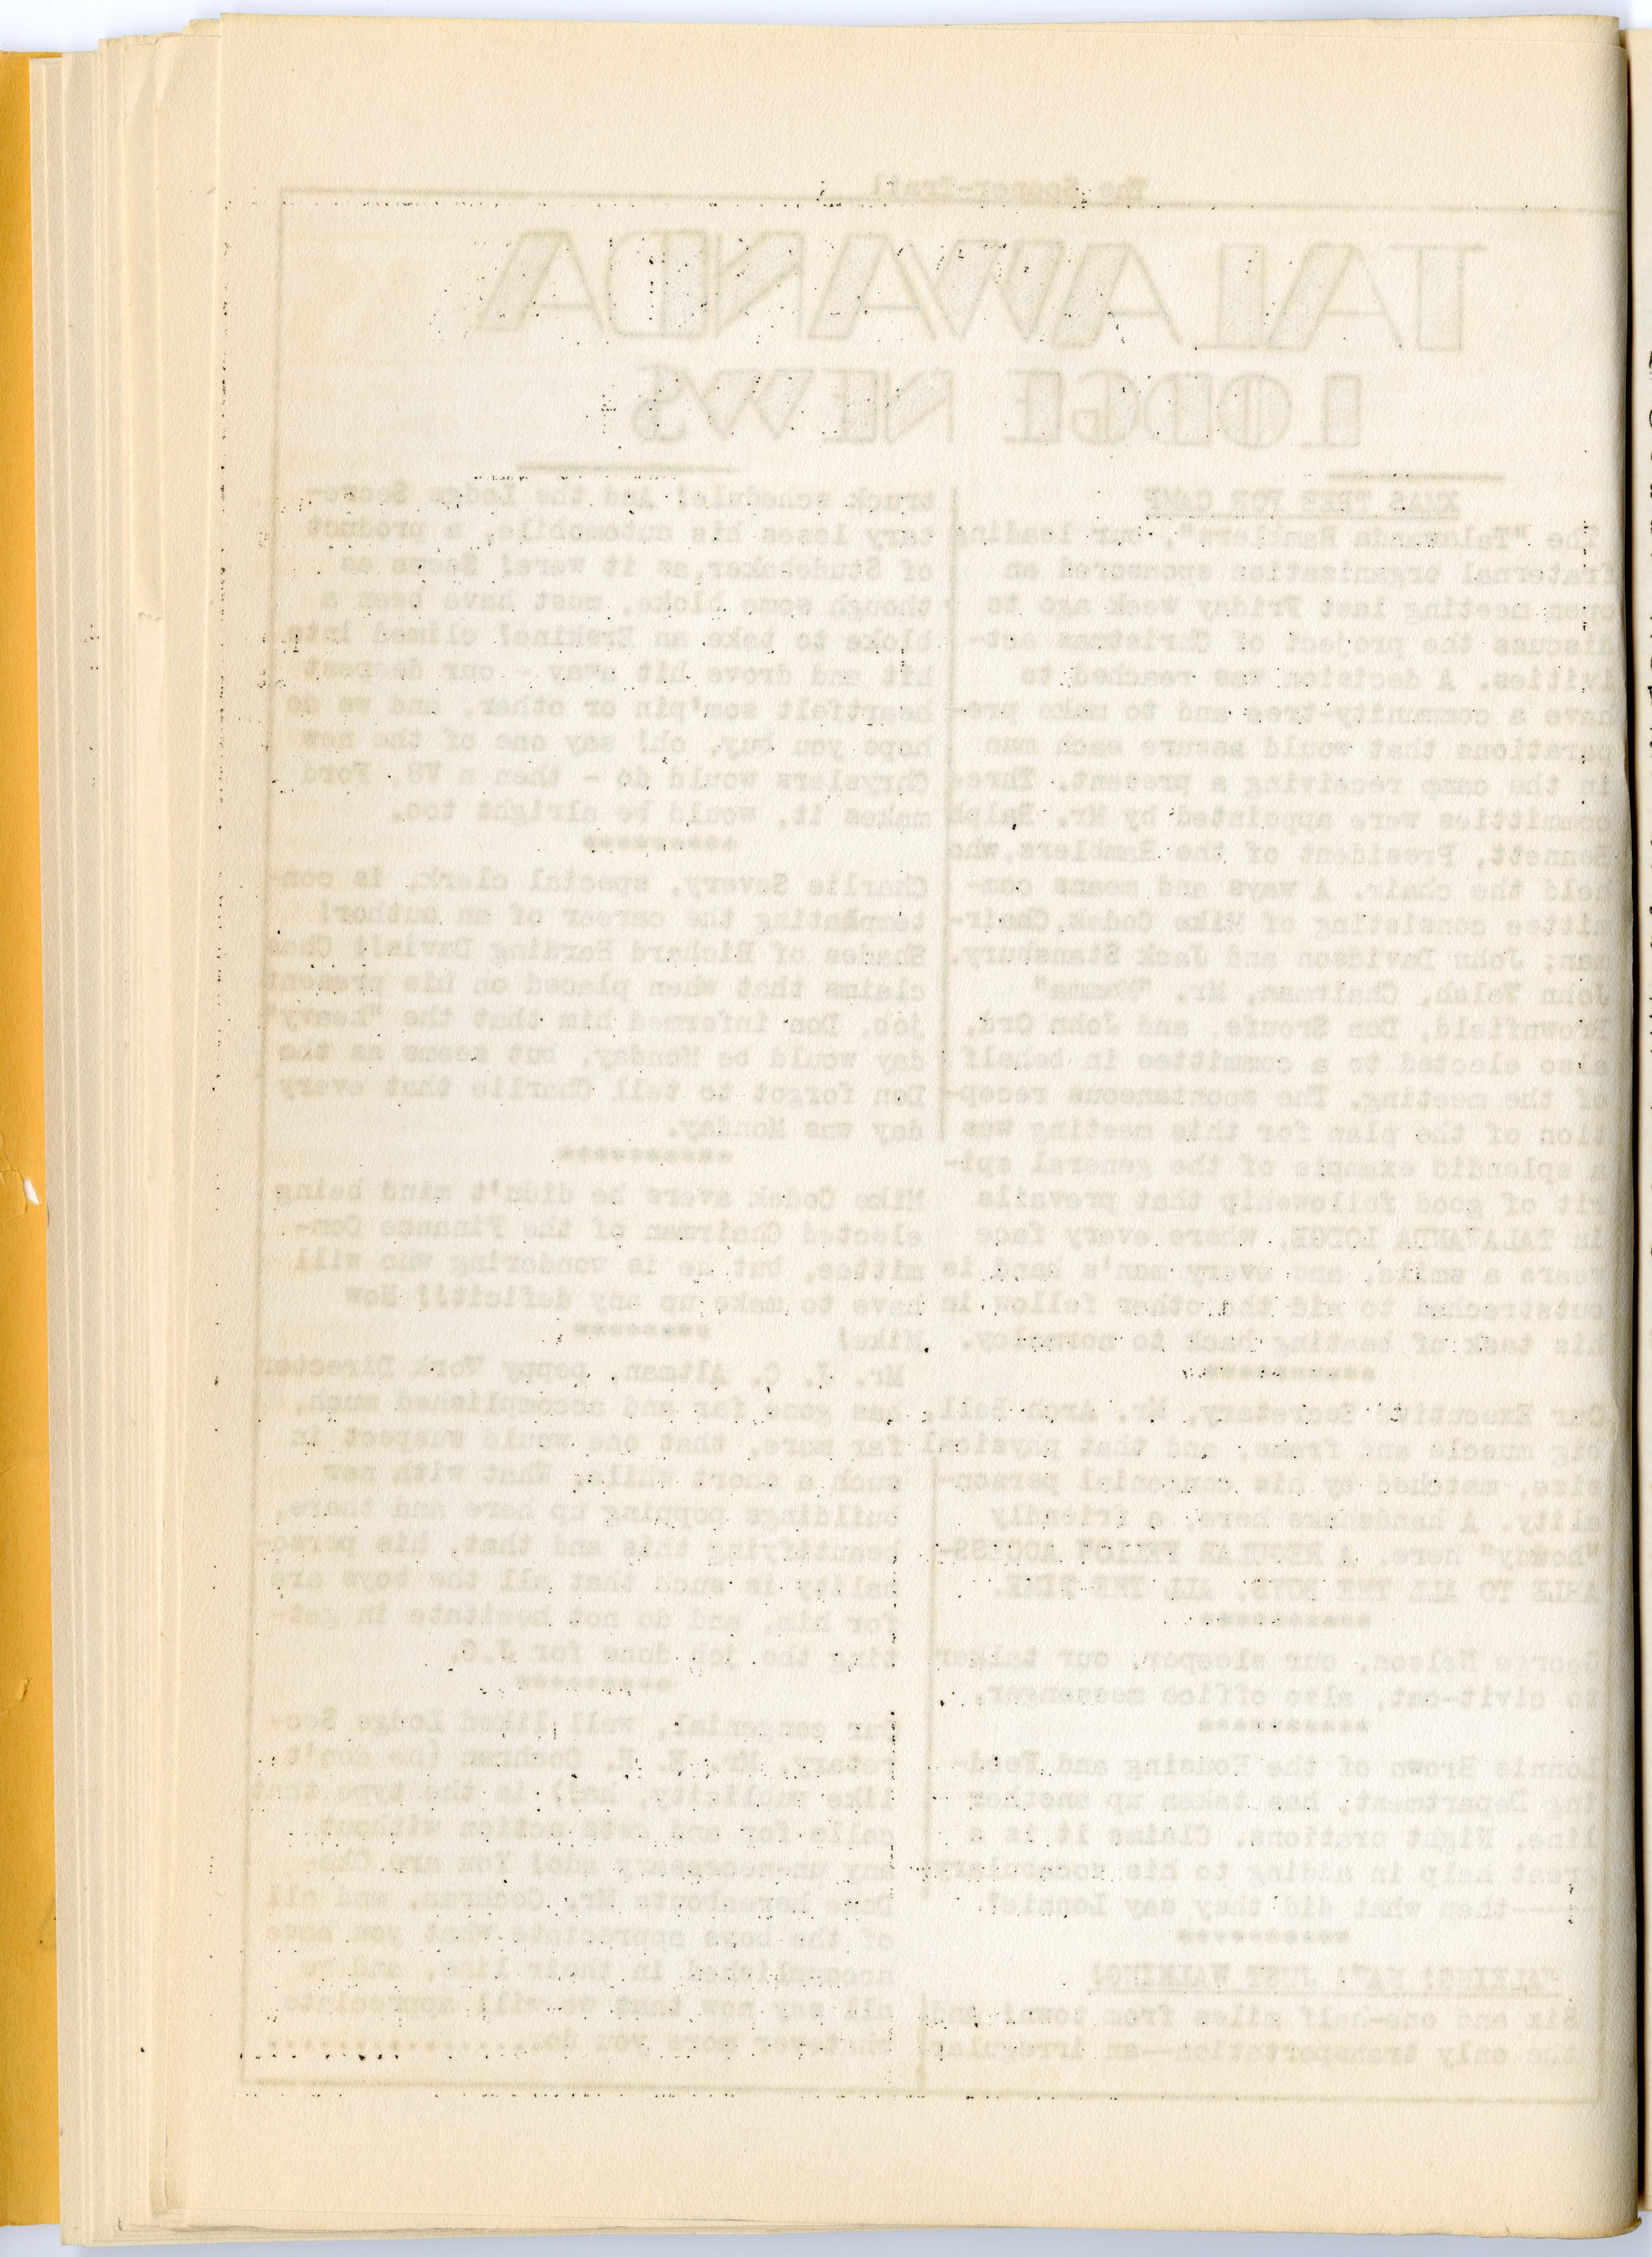 The Sooner-Trail
TALAWANDA
LODGE NEWS
XMAS TREE FOR CAMP
The "Talawanda Ramblers", our leading
fraternal organization sponsored an
open meeting last Friday week ago to
discuss the project of Christmas act-
ivities. A decision was reached to
have a community-tree and to make pre-
parations that would assure each man
in the camp receiving a present. Three
committies were appointed by Mr. Ralph
Bennett, President of the Ramblers, who
held the chair. A ways and means com-
mittee consisting of Mike Codek, Chair-
man; John Davidson and Jack Stansbury.
John Welsh, Chairman, Mr.
Brownfield, Don Sroufe, and John Orr,
also elected to a committee in behalf
of the meeting. The spontaneous recep-
tion of the plan for this meeting was
a splendid example of the general spi-
rit of good fellowship that prevails
in TALAWANDA LODGE, where every face
wears a smile, and every man's hand is
outstreched to aid the other fellow in
his task of beating back to normalcy.
***********
Our Executive Secretary, Mr. Arch Bell,
big muscle and frame, and that physical
size, matched by his congenial person-
ality. A handshake here, a friendly
"howdy" here. A REGULAR FELLOW
ABLE TO ALL THE BOYS, ALL THE TIME.
***********
George Nelson, our sleeper, our talker
to civit-cat, also office messenger.
***********
Lonnie Brown of the Housing and Feed-
ing Department, has taken up another
line. Night orations. Claims it is a
great help in aiding to his vocabulary
----then what did they say Lonnie?
***********
WALKING! JUST WALKING!
Six and one-half miles from town! and
the only transportation--an irregular
truck schedule! And the Lodge Secre-
tary loses his automobile, a product
of Studebaker, as it were! Seems as
though some bloke, must have been a
bloke to take an Erskine! climed into
hit and drove hit away - our deepest
heartfelt som'pin or other, and we do
hope you buy, oh! say one of the new
Chryslers would do - then a V8, Ford
makes it, would be alright too.
**********
Charlie Severy, special clerk, is con-
templating the career of an author!
Shades of Richard Harding Davis!! Chas
claims that when placed on his present
job, Don informed him that the "heavy"
day would be Monday, but seems as tho
Don forgot to tell Charlie that every
day was Monday.
***********
Mike Codek avers he didn't mind being
elected Chairman of the Finance Com-
mittee, but he is wondering who will
have to make up any deficit!! How
Mike!
*********
Mr. J. C. Altman, peppy Work Director
has gone far and accomplished much,
far more, that one would suspect in
such a short while. What with new
buildings popping up here and there,
beautifying this and that, his perso-
nality is such that all the boys are
for him, and do not hesitate in get-
ting the job done for J.C.
**********
Our congenial, well liked Lodge Sec-
retary, Mr. E. H. Cochran (he don't
like publicity, ha!) is the type that
calls for and gets action without
any un-necessary ado! You are Oke-
Doke hereabouts Mr. Cochran, and all
of the boys appreciate what you have
accomplished in their line, and we
all say now that we will appreciate
whatever more you do................